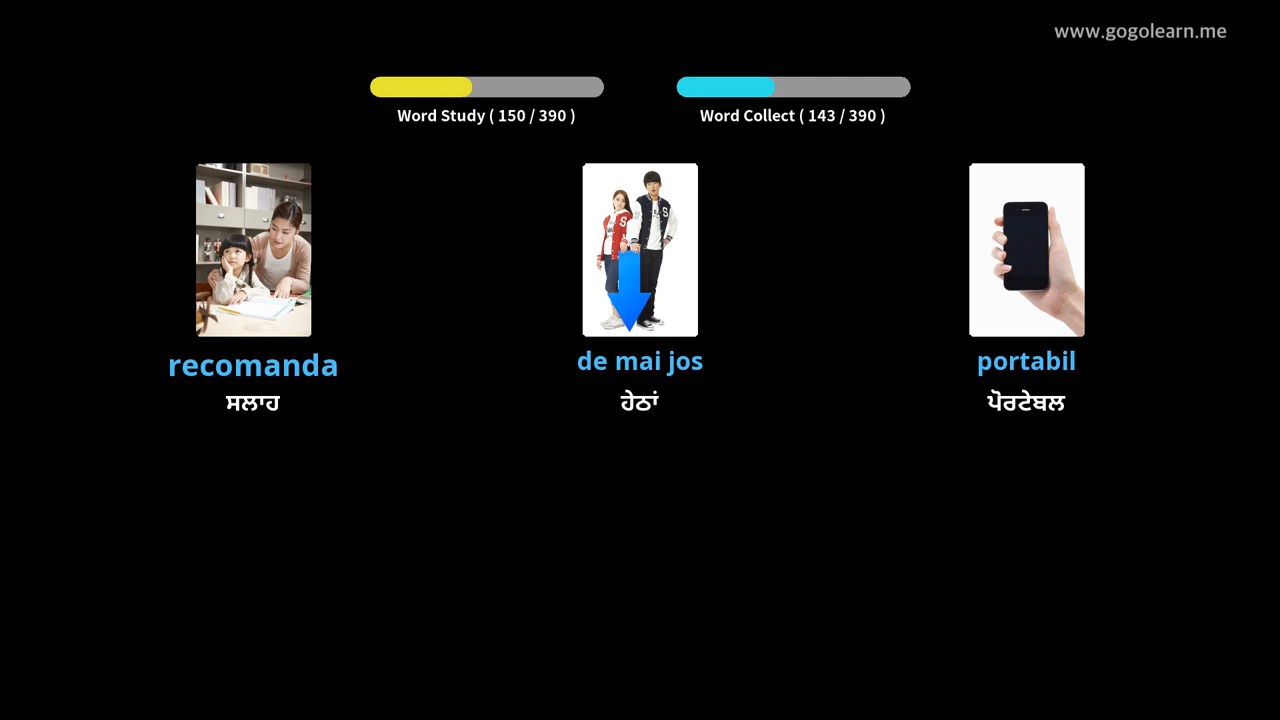 www.gogolearn.me
Word Study ( 150 / 390 )
Word Collect ( 143 / 390 )
recomanda
de mai jos
portabil
ਸਲਾਹ
ਹੇਠਾਂ
ਪੋਰਟੇਬਲ